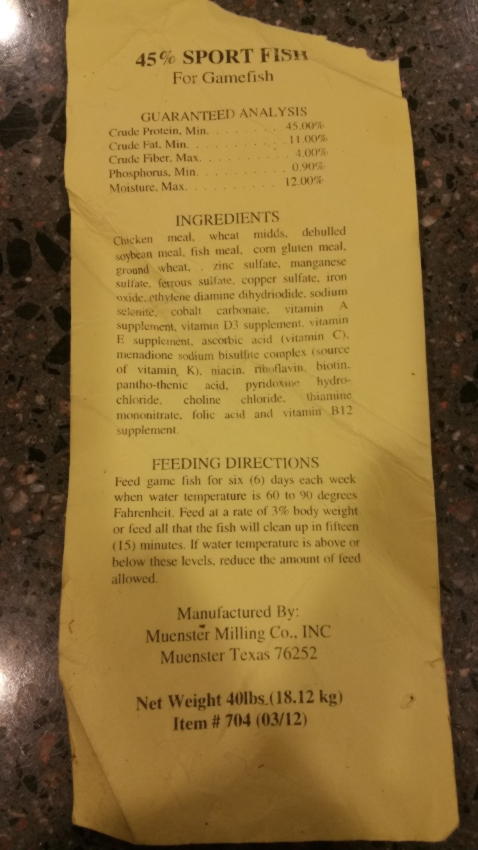 45% SPORT FISH
For Gamefish
GUARANTEED ANALYSIS
Crude Protein, Min. . . . . . . . . 45.00%
Crude Fat, Min. . . . . . . . . . . 11.00%
Crude Fiber, Max. . . . . . . . . . 4.00%
Phosphorus, Min. . . . . . . . . . 0.90%
Moisture, Max. . . . . . . . . . . 12.00%
INGREDIENTS
Chicken meal, wheat midds, dehulled
soybean meal, fish meal, corn gluten meal,
ground wheat, . zinc sulfate, manganese
sulfate, ferrous sulfate, copper sulfate, iron
oxide, ethylene diamine dihydriodide, sodium
selenite, cobalt carbonate, vitamin A
supplement, vitamin D3 supplement, vitamin
E supplement, ascorbic acid (vitamin C),
menadione sodium bisulfite complex (source
of vitamin K), niacin, riboflavin, biotin,
pantho-thenic acid, pyridoxine hydro-
chloride, choline chloride, thiamine
mononitrate, folic acid and vitamin B12
supplement.
FEEDING DIRECTIONS
Feed game fish for six (6) days each week
when water temperature is 60 to 90 degrees
Fahrenheit. Feed at a rate of 3% body weight
or feed all that the fish will clean up in fifteen
(15) minutes. If water temperature is above or
below these levels, reduce the amount of feed
allowed.
Manufactured By:
Muenster Milling Co., INC
Muenster Texas 76252
Net Weight 40lbs.(18.12 kg)
Item # 704 (03/12)